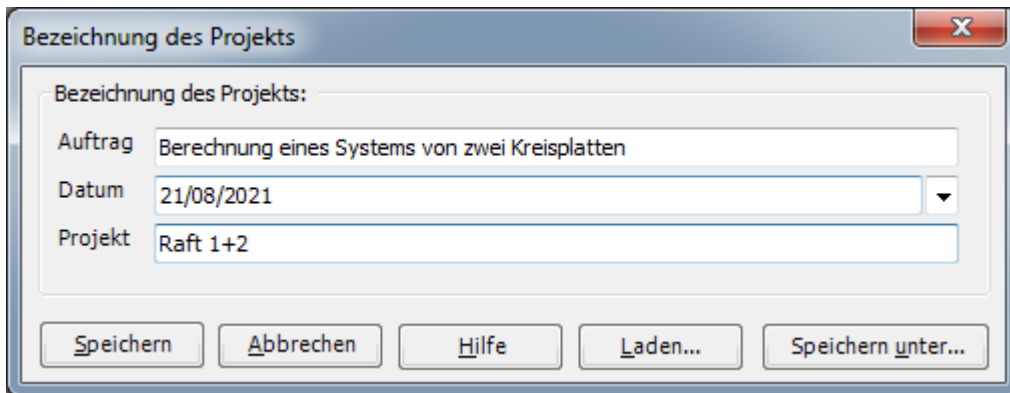 Bezeichnung des Projekts
Bezeichnung des Projekts:
Auftrag Berechnung eines Systems von zwei Kreisplatten
Datum 21/08/2021
Projekt Raft 1+2
Speichern Abbrechen Hilfe Laden... Speichern unter...